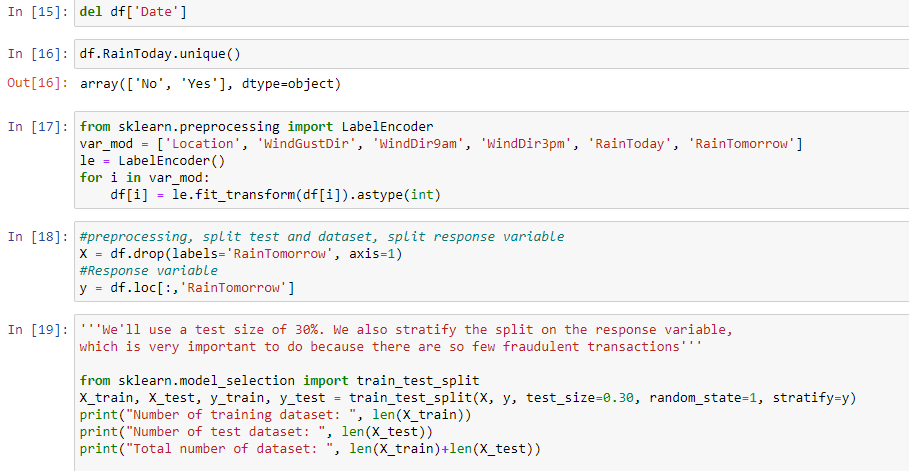 In [15]: del df['Date']
In [16]: df.RainToday.unique()
Out[16]: array(['No', 'Yes'], dtype=object)
In [17]: from sklearn.preprocessing import LabelEncoder
var_mod = ['Location', 'WindGustDir', 'WindDir9am', 'WindDir3pm', 'RainToday', 'RainTomorrow']
le = LabelEncoder()
for i in var_mod:
    df[i] = le.fit_transform(df[i]).astype(int)
In [18]: #preprocessing, split test and dataset, split response variable
X = df.drop(labels='RainTomorrow', axis=1)
#Response variable
y = df.loc[:,'RainTomorrow']
In [19]: '''We'll use a test size of 30%. We also stratify the split on the response variable,
which is very important to do because there are so few fraudulent transactions'''
from sklearn.model_selection import train_test_split
X_train, X_test, y_train, y_test = train_test_split(X, y, test_size=0.30, random_state=1, stratify=y)
print("Number of training dataset: ", len(X_train))
print("Number of test dataset: ", len(X_test))
print("Total number of dataset: ", len(X_train)+len(X_test))